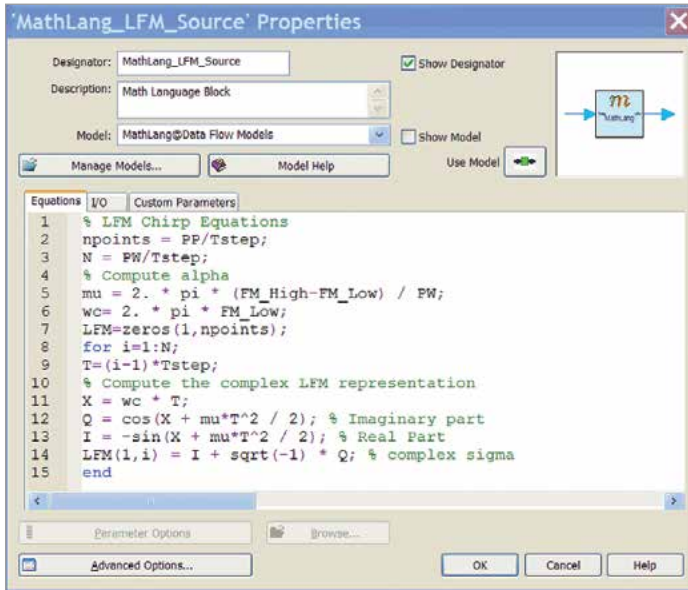 'MathLang_LFM_Source' Properties
Designator: MathLang_LFM_Source
Show Designator
Description: Math Language Block
Model: MathLang@Data Flow Models
Show Model
Manage Models...
Model Help
Use Model
m
MathLang
Equations I/O Custom Parameters
1 % LFM Chirp Equations
2 npoints = PP/Tstep;
3 N = PW/Tstep;
4 % Compute alpha
5 mu = 2. * pi * (FM_High-FM_Low) / PW;
6 wc= 2. * pi * FM_Low;
7 LFM=zeros(1,npoints);
8 for i=1:N;
9 T=(i-1)*Tstep;
10 % Compute the complex LFM representation
11 X = wc * T;
12 Q = cos(X + mu*T^2 / 2); % Imaginary part
13 I = -sin(X + mu*T^2 / 2); % Real Part
14 LFM(1,i) = I + sqrt(-1) * Q; % complex sigma
15 end
Parameter Options
Browse...
Advanced Options...
OK Cancel Help